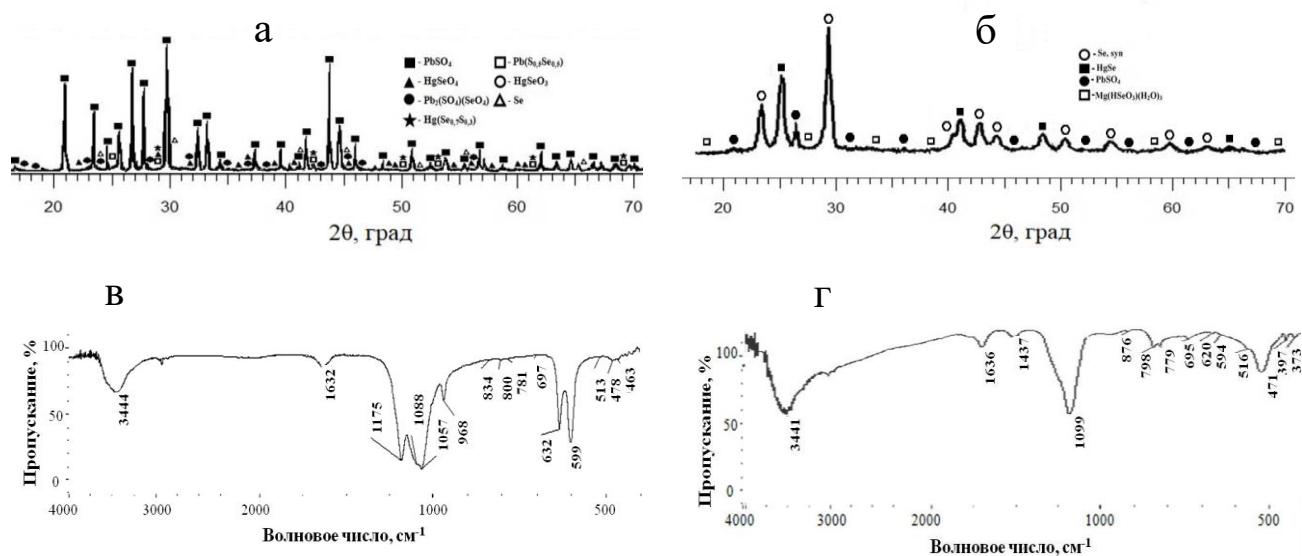 а
- PbSO₄
- HgSeO₄
- Pb₂(SO₄)(SeO₄)
- Hg(Se₀,₇S₀,₃)
- Pb(S₀,₅Se₀,₅)
- HgSeO₃
- Se
20 30 40 50 60 70
2θ, град
б
- Se, syn
- HgSe
- PbSO₄
- Mg(HSeO₃)(H₂O)₃
20 30 40 50 60 70
2θ, град
в
Пропускание, %
100
50
0
3444
1632
1175
1088
1057
968
834
800
781
697
632
599
513
478
463
4000 3000 2000 1000 500
Волновое число, см⁻¹
г
Пропускание, %
100
50
0
3441
1636
1437
1099
876
798
779
695
620
594
516
471
397
373
4000 3000 2000 1000 500
Волновое число, см⁻¹